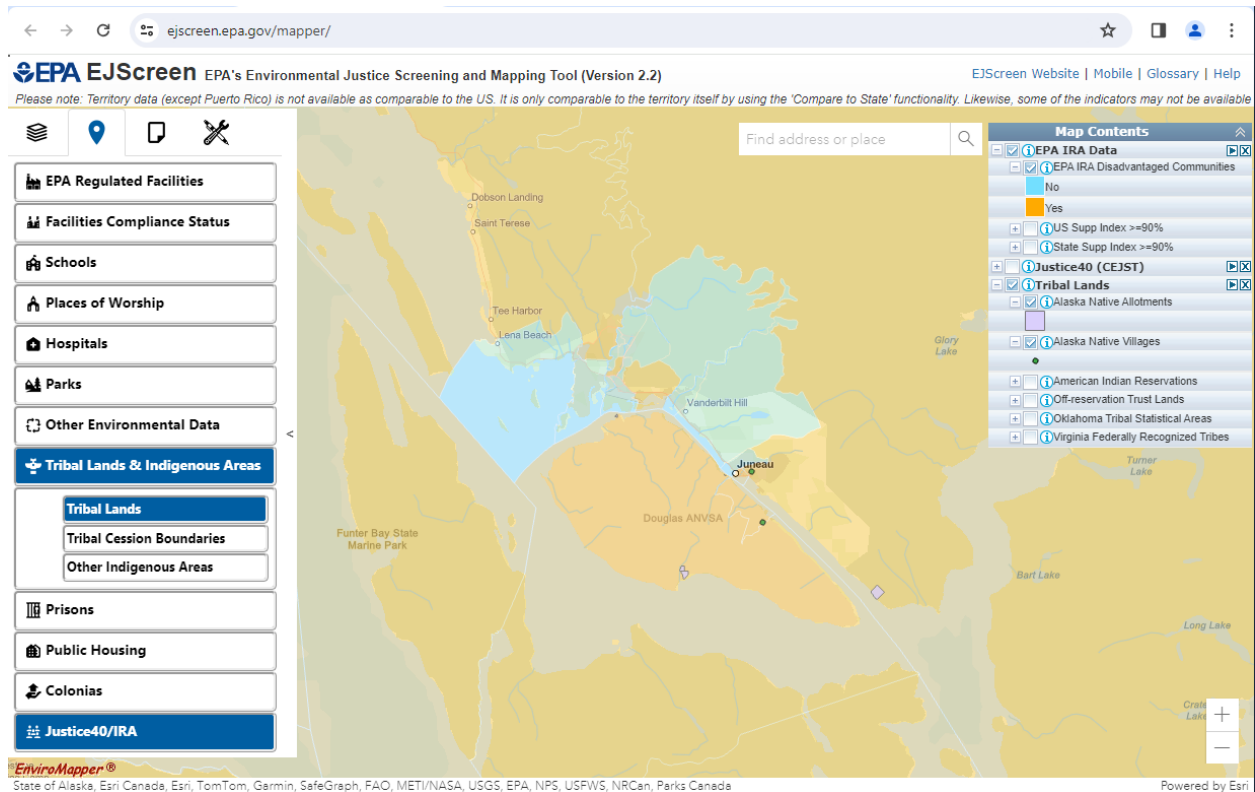 ejscreen.epa.gov/mapper/
EPA EJScreen EPA's Environmental Justice Screening and Mapping Tool (Version 2.2)
EJScreen Website | Mobile | Glossary | Help
Please note: Territory data (except Puerto Rico) is not available as comparable to the US. It is only comparable to the territory itself by using the 'Compare to State' functionality. Likewise, some of the indicators may not be available
EPA Regulated Facilities
Facilities Compliance Status
Schools
Places of Worship
Hospitals
Parks
Other Environmental Data
Tribal Lands & Indigenous Areas
Tribal Lands
Tribal Cession Boundaries
Other Indigenous Areas
Prisons
Public Housing
Colonias
Justice40/IRA
<
Find address or place
Map Contents
EPA IRA Data
EPA IRA Disadvantaged Communities
No
Yes
US Supp Index >=90%
State Supp Index >=90%
Justice40 (CEJST)
Tribal Lands
Alaska Native Allotments
Alaska Native Villages
American Indian Reservations
Off-reservation Trust Lands
Oklahoma Tribal Statistical Areas
Virginia Federally Recognized Tribes
Dobson Landing
Saint Terese
Tee Harbor
Lena Beach
Glory
Lake
Vanderbilt Hill
Juneau
Turner
Lake
Douglas ANVSA
Funter Bay State
Marine Park
Bart Lake
Long Lake
Lake
+
−
EnviroMapper ®
State of Alaska, Esri Canada, Esri, TomTom, Garmin, SafeGraph, FAO, METI/NASA, USGS, EPA, NPS, USFWS, NRCan, Parks Canada
Powered by Esri